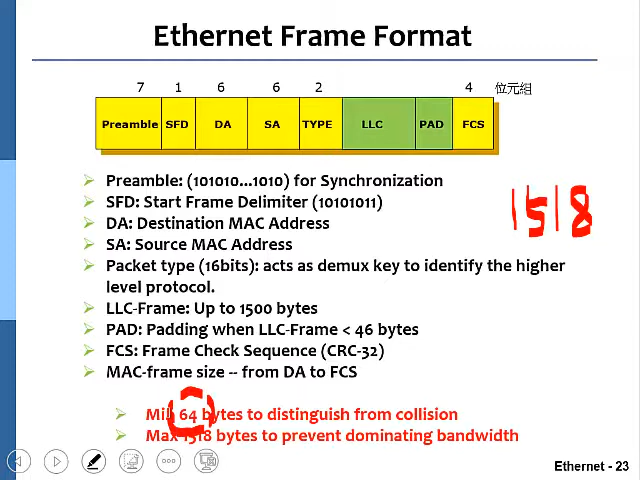 Ethernet Frame Format
7 1 6 6 2 4 位元組
Preamble SFD DA SA TYPE LLC PAD FCS
Preamble: (101010...1010) for Synchronization
SFD: Start Frame Delimiter (10101011)
DA: Destination MAC Address
SA: Source MAC Address
1518
Packet type (16bits): acts as demux key to identify the higher
level protocol.
LLC-Frame: Up to 1500 bytes
PAD: Padding when LLC-Frame < 46 bytes
FCS: Frame Check Sequence (CRC-32)
MAC-frame size -- from DA to FCS
Min 64 bytes to distinguish from collision
Max 1518 bytes to prevent dominating bandwidth
Ethernet - 23